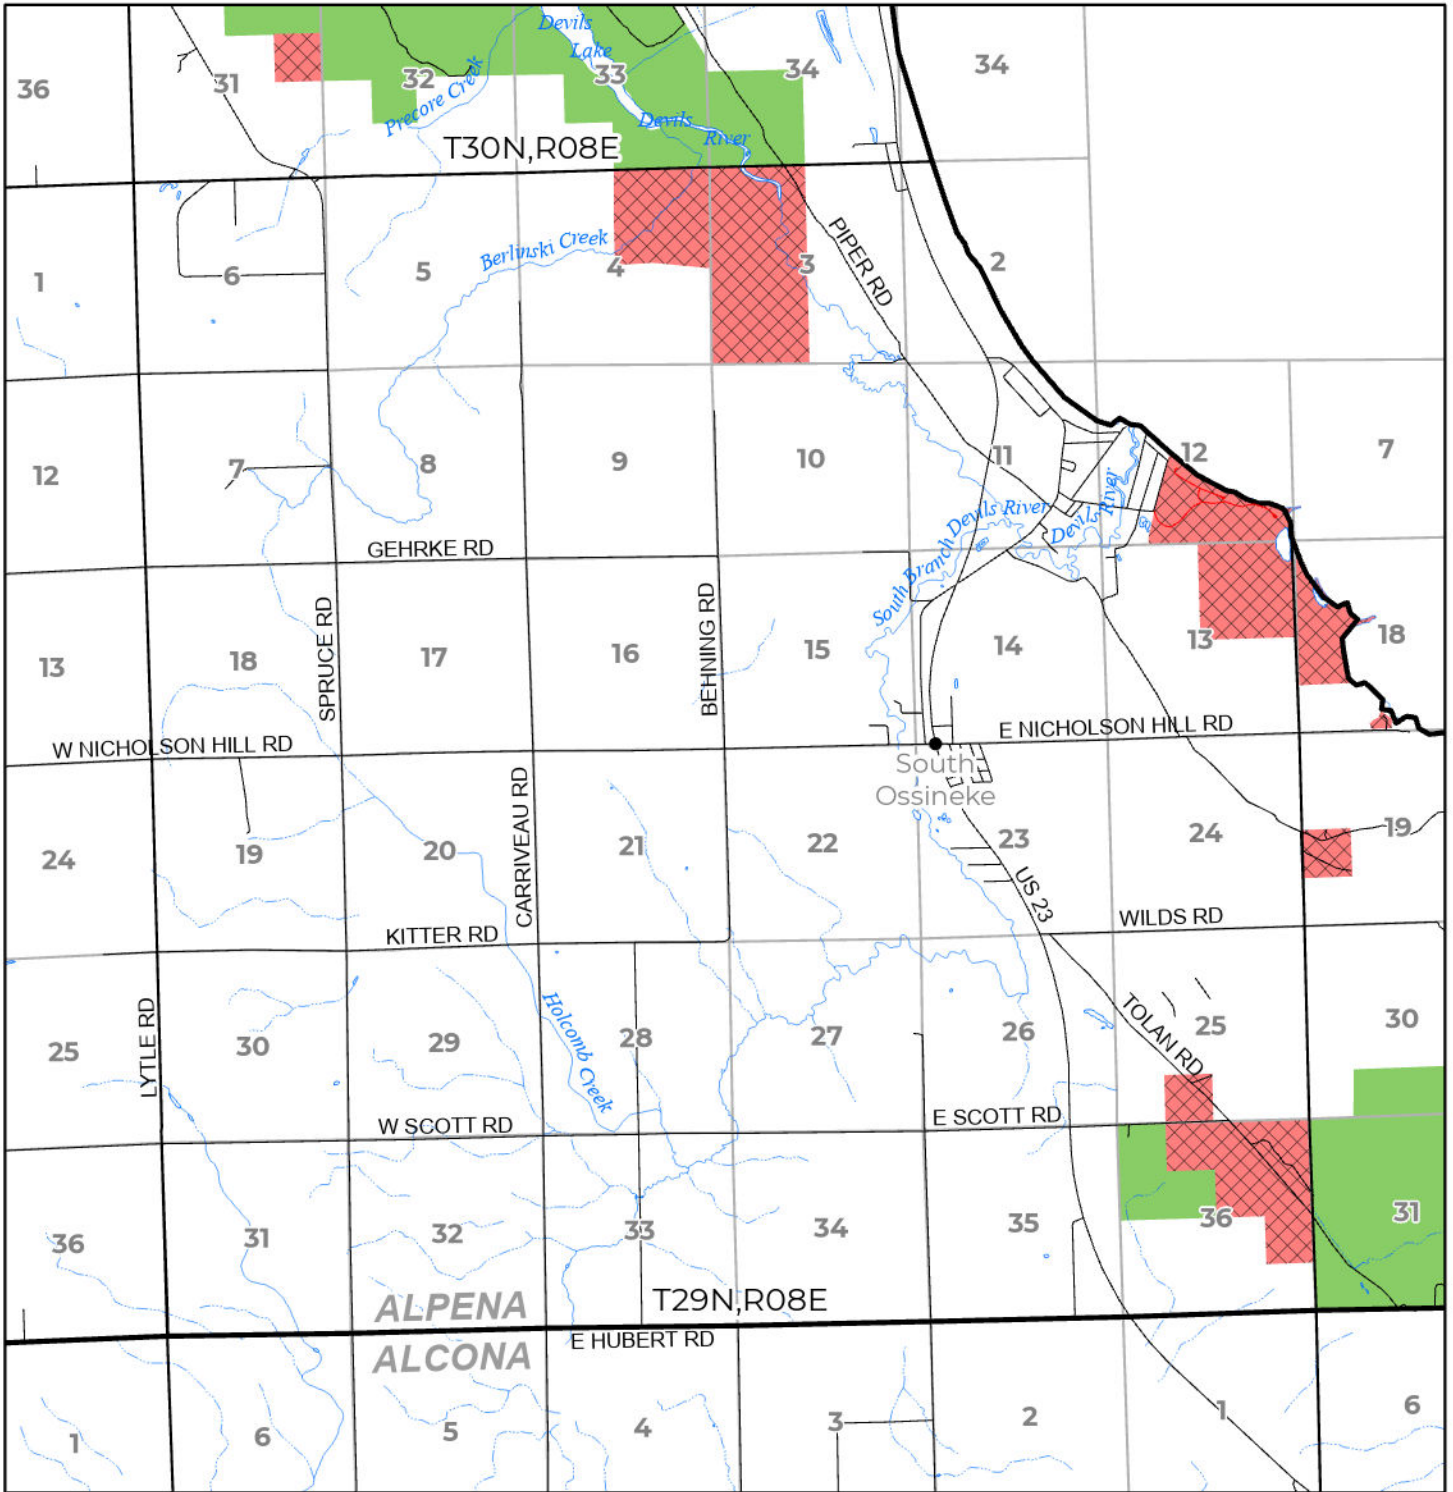 Devils
Lake
36
31
32
33
34
34
Precore Creek
Devils
River
T30N,R08E
PIPER RD
Berlinski Creek
1
6
5
4
3
2
12
7
8
9
10
11
12
7
South Branch Devils River
Devils River
GEHRKE RD
SPRUCE RD
BEHNING RD
13
18
17
16
15
14
13
18
W NICHOLSON HILL RD
E NICHOLSON HILL RD
South
Ossineke
CARRIVEAU RD
24
19
20
21
22
23
24
19
US 23
KITTER RD
WILDS RD
LYTLE RD
Holcomb Creek
TOLAN RD
25
30
29
28
27
26
25
30
W SCOTT RD
E SCOTT RD
36
31
32
33
34
35
36
31
ALPENA
T29N,R08E
ALCONA
E HUBERT RD
1
6
5
4
3
2
1
6